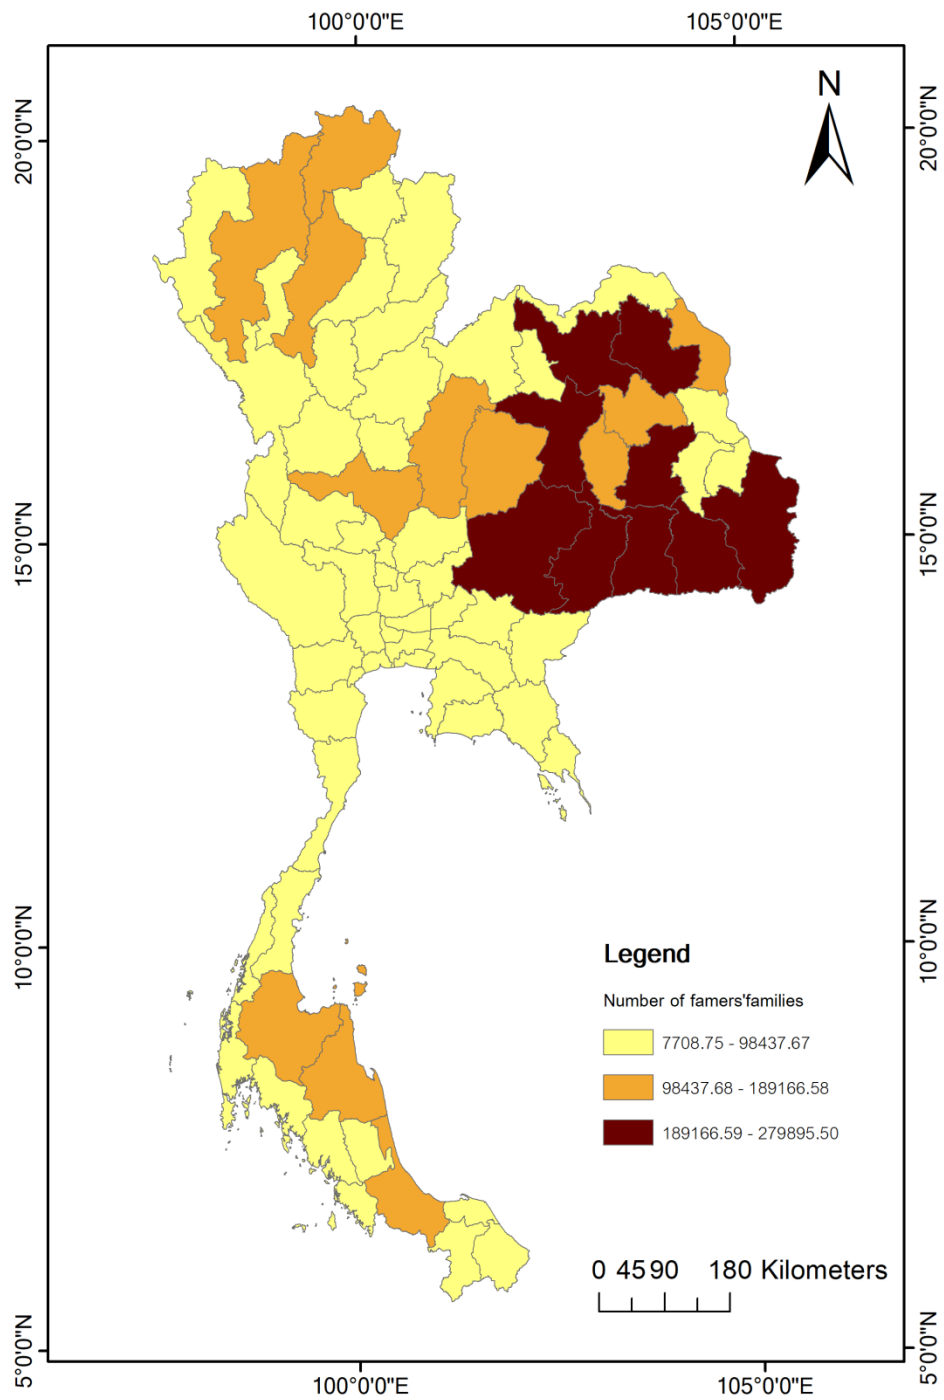 100°0'0"E 105°0'0"E
N
20°0'0"N 20°0'0"N
15°0'0"N 15°0'0"N
10°0'0"N 10°0'0"N
Legend
Number of famers'families
7708.75 - 98437.67
98437.68 - 189166.58
189166.59 - 279895.50
0 45 90 180 Kilometers
5°0'0"N 5°0'0"N
100°0'0"E 105°0'0"E